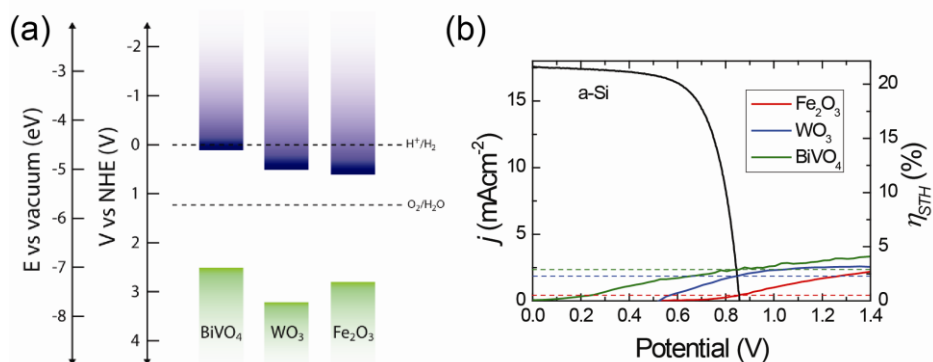 (a)
E vs vacuum (eV)
-3
-4
-5
-6
-7
-8
V vs NHE (V)
-2
-1
0
1
2
3
4
H⁺/H₂
O₂/H₂O
BiVO₄
WO₃
Fe₂O₃
(b)
j (mAcm⁻²)
15
10
5
0
a-Si
Fe₂O₃
WO₃
BiVO₄
20
15
10
5
0
η_STH (%)
0.0 0.2 0.4 0.6 0.8 1.0 1.2 1.4
Potential (V)